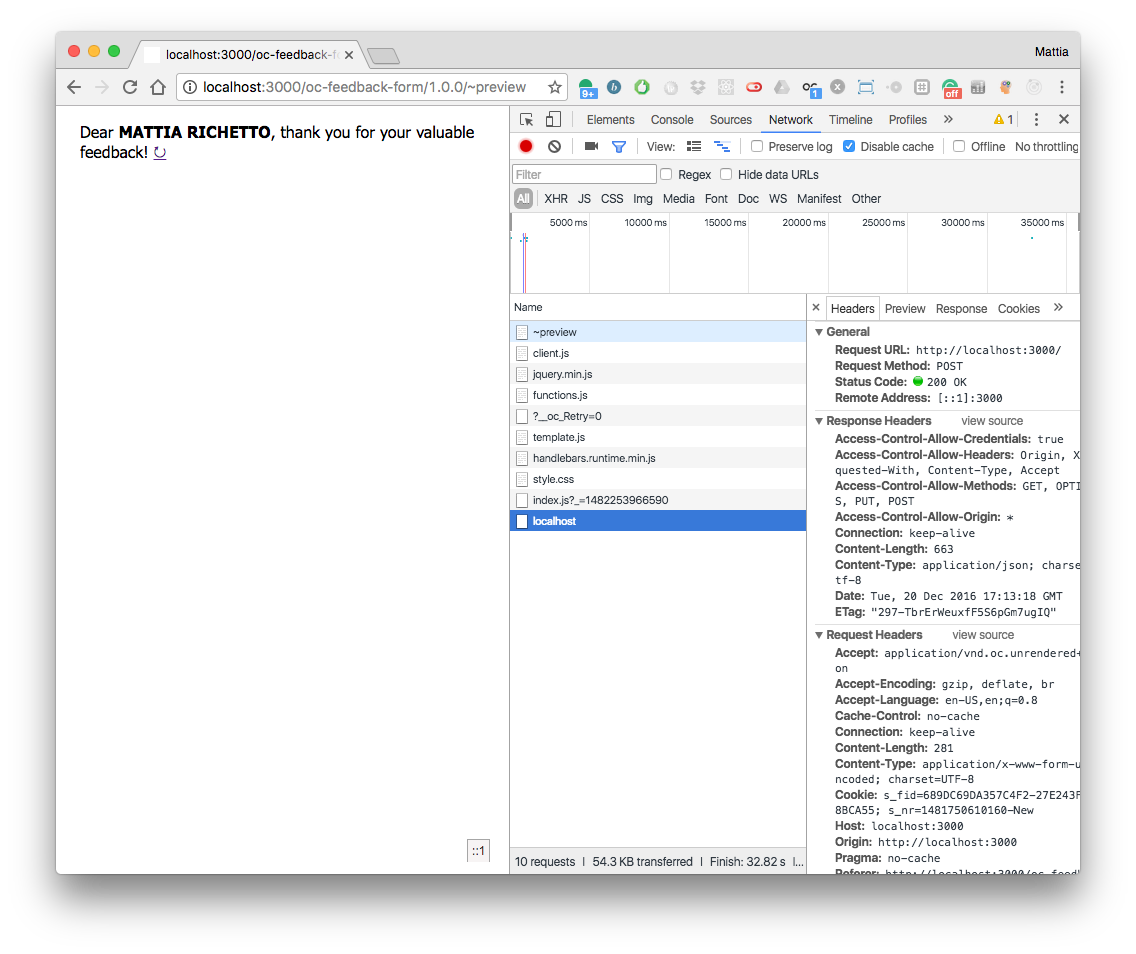 localhost:3000/oc-feedback-f
Mattia
localhost:3000/oc-feedback-form/1.0.0/~preview
9+
b
1
x
off
Dear MATTIA RICHETTO, thank you for your valuable
feedback! ↻
::1
Elements Console Sources Network Timeline Profiles » 1
View: Preserve log Disable cache Offline No throttling
Filter Regex Hide data URLs
All XHR JS CSS Img Media Font Doc WS Manifest Other
5000 ms 10000 ms 15000 ms 20000 ms 25000 ms 30000 ms 35000 ms
Name
~preview
client.js
jquery.min.js
functions.js
?__oc_Retry=0
template.js
handlebars.runtime.min.js
style.css
index.js?_=1482253966590
localhost
10 requests | 54.3 KB transferred | Finish: 32.82 s | l...
× Headers Preview Response Cookies »
General
Request URL: http://localhost:3000/
Request Method: POST
Status Code: 200 OK
Remote Address: [::1]:3000
Response Headers view source
Access-Control-Allow-Credentials: true
Access-Control-Allow-Headers: Origin, X
quested-With, Content-Type, Accept
Access-Control-Allow-Methods: GET, OPTI
S, PUT, POST
Access-Control-Allow-Origin: *
Connection: keep-alive
Content-Length: 663
Content-Type: application/json; charse
tf-8
Date: Tue, 20 Dec 2016 17:13:18 GMT
ETag: "297-TbrErWeuxfF5S6pGm7ugIQ"
Request Headers view source
Accept: application/vnd.oc.unrendered+
on
Accept-Encoding: gzip, deflate, br
Accept-Language: en-US,en;q=0.8
Cache-Control: no-cache
Connection: keep-alive
Content-Length: 281
Content-Type: application/x-www-form-u
ncoded; charset=UTF-8
Cookie: s_fid=689DC69DA357C4F2-27E243F
8BCA55; s_nr=1481750610160-New
Host: localhost:3000
Origin: http://localhost:3000
Pragma: no-cache
Referer: http://localhost:3000/oc-feed